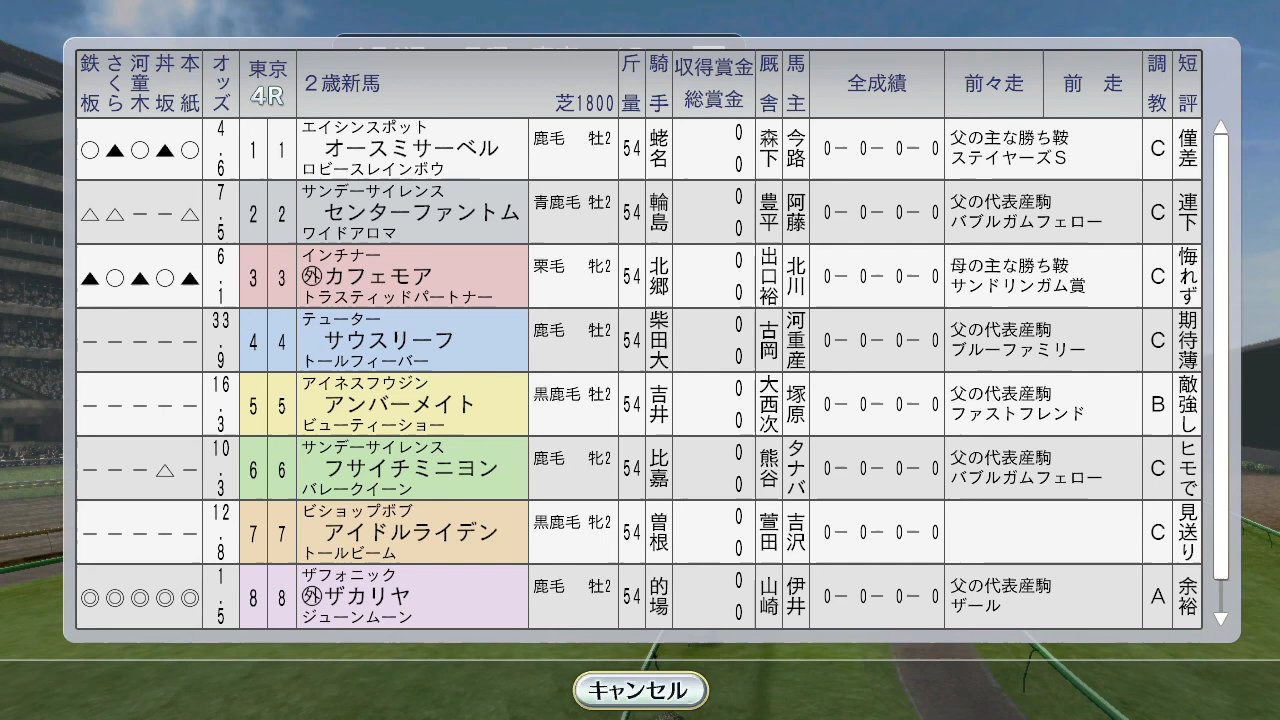 鉄板 さくら 河童木 丼坂 本紙 オッズ 東京 4R 2歳新馬 芝1800 斤量 騎手 収得賞金 総賞金 厩舎 馬主 全成績 前々走 前 走 調教 短評
○▲○▲○ 4.6 1 1 エイシンスポット
オースミサーベル 鹿毛 牡2 54 蛯名 0 0 森下 今路 0- 0- 0- 0 父の主な勝ち鞍 ステイヤーズS C 僅差
ロビースレインボウ
△△--△ 7.5 2 2 サンデーサイレンス
センターファントム 青鹿毛 牡2 54 輪島 0 0 豊平 阿藤 0- 0- 0- 0 父の代表産駒 バブルガムフェロー C 連下
ワイドアロマ
▲○▲○▲ 6.1 3 3 インチナー
外カフェモア 栗毛 牝2 54 北郷 0 0 出口裕 北川 0- 0- 0- 0 母の主な勝ち鞍 サンドリンガム賞 C 侮れず
トラスティッドパートナー
----- 33.9 4 4 テューター
サウスリーフ 鹿毛 牡2 54 柴田大 0 0 古岡 河重産 0- 0- 0- 0 父の代表産駒 ブルーファミリー C 期待薄
トールフィーバー
----- 16.3 5 5 アイネスフウジン
アンバーメイト 黒鹿毛 牡2 54 吉井 0 0 大西次 塚原 0- 0- 0- 0 父の代表産駒 ファストフレンド B 敵強し
ビューティーショー
---△- 10.3 6 6 サンデーサイレンス
フサイチミニヨン 鹿毛 牝2 54 比嘉 0 0 熊谷 タナバ 0- 0- 0- 0 父の代表産駒 バブルガムフェロー C ヒモで
バレークイーン
----- 12.8 7 7 ビショップボブ
アイドルライデン 黒鹿毛 牝2 54 曽根 0 0 萱田 吉沢 0- 0- 0- 0 C 見送り
トールビーム
◎◎◎◎◎ 1.5 8 8 ザフォニック
外ザカリヤ 鹿毛 牡2 54 的場 0 0 山崎 伊井 0- 0- 0- 0 父の代表産駒 ザール A 余裕
ジューンムーン
キャンセル